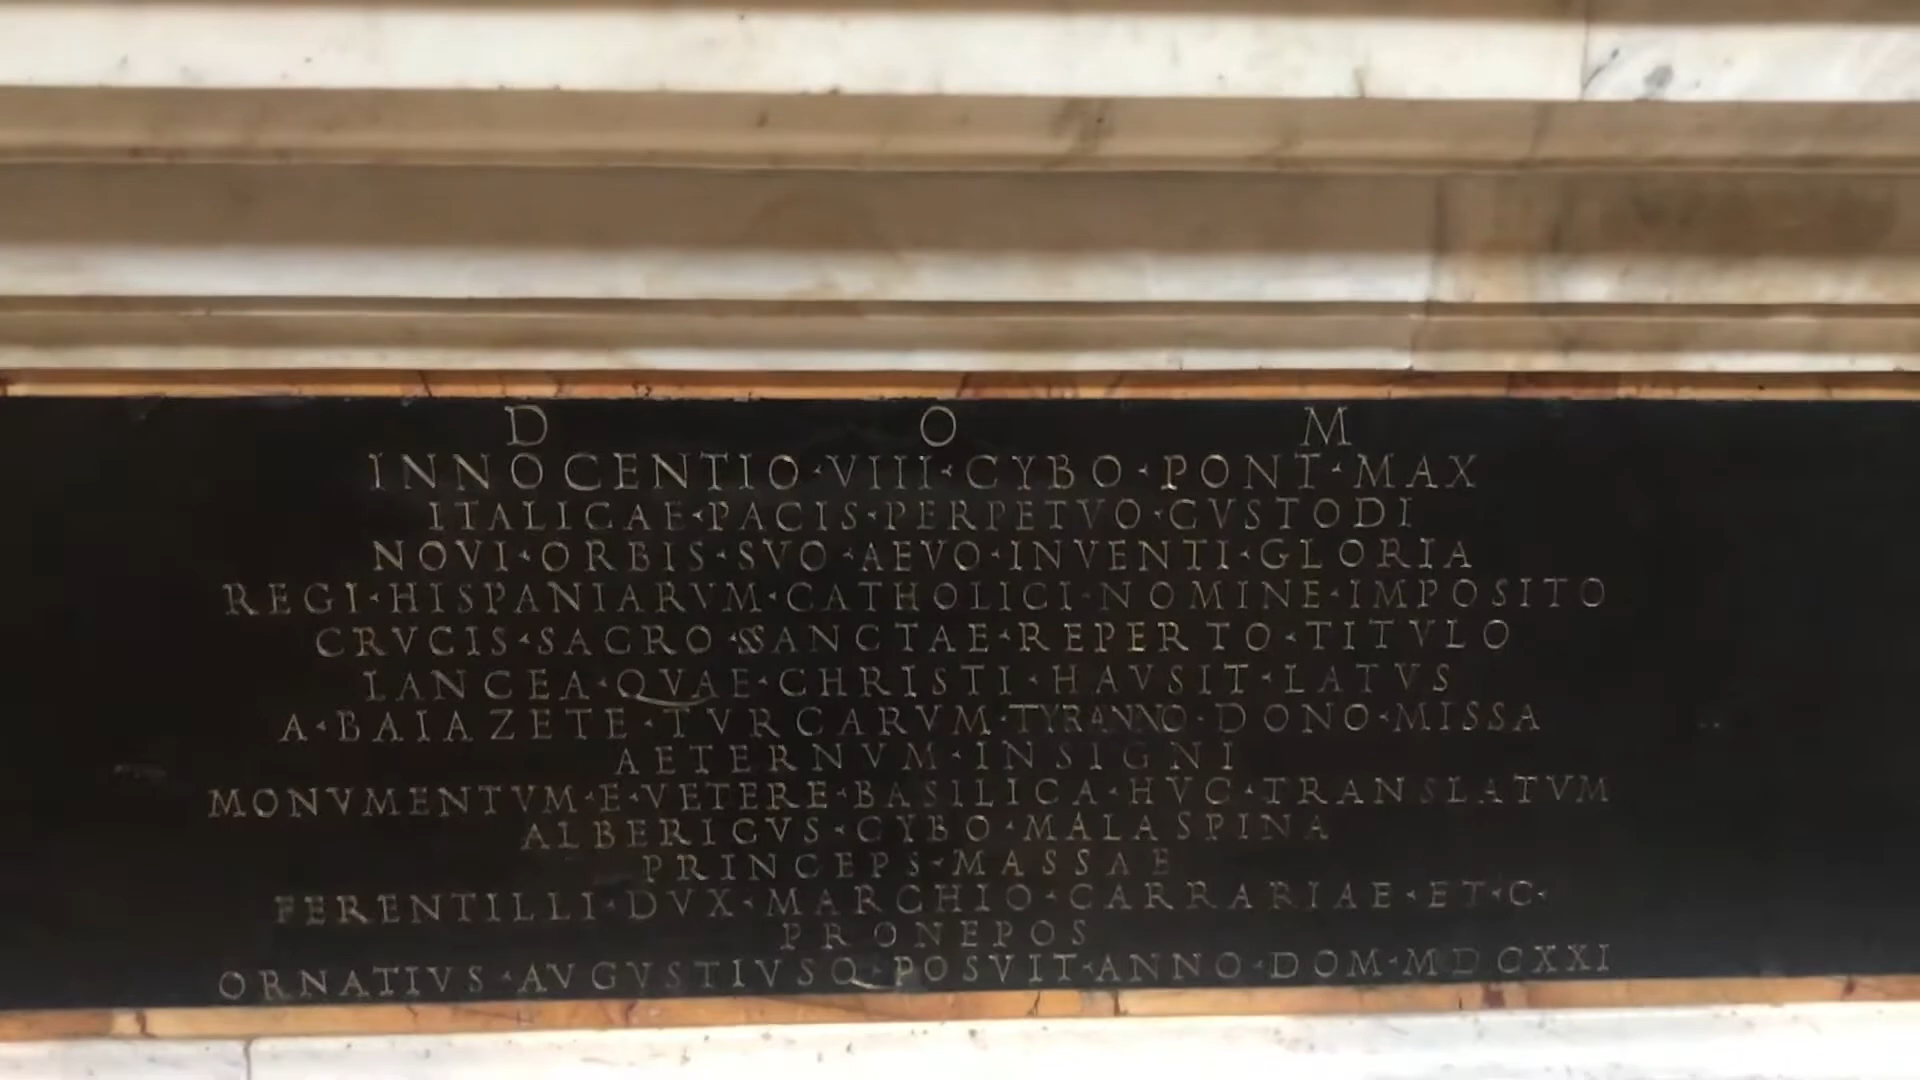 D O M
INNOCENTIO·VIII·CYBO·PONT·MAX
ITALICAE·PACIS·PERPETVO·CVSTODI
NOVI·ORBIS·SVO·AEVO·INVENTI·GLORIA
REGI·HISPANIARVM·CATHOLICI·NOMINE·IMPOSITO
CRVCIS·SACRO·SSANCTAE·REPERTO·TITVLO
LANCEA·QVAE·CHRISTI·HAVSIT·LATVS
A·BAIAZETE·TVRCARVM·TYRANNO·DONO·MISSA
AETERNVM·INSIGNI
MONVMENTVM·E·VETERE·BASILICA·HVC·TRANSLATVM
ALBERICVS·CYBO·MALASPINA
PRINCEPS·MASSAE
FERENTILLI·DVX·MARCHIO·CARRARIAE·ET·C·
PRONEPOS
ORNATIVS·AVGVSTIVSQ·POSVIT·ANNO·DOM·MDCXXI